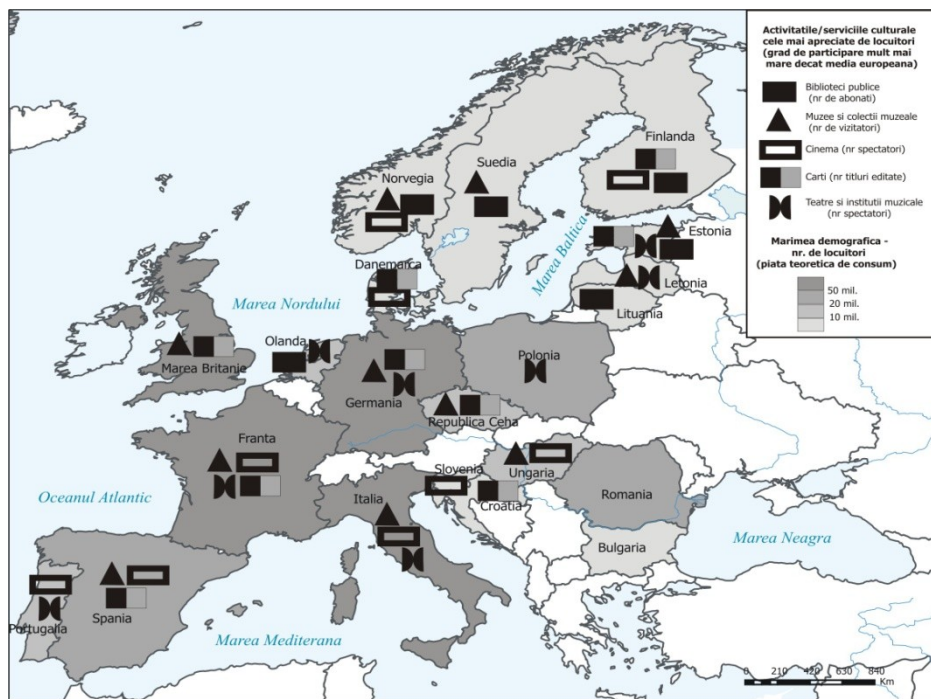 Activitatile/serviciile culturale
cele mai apreciate de locuitori
(grad de participare mult mai
mare decat media europeana)
Biblioteci publice
(nr de abonati)
Muzee si colectii muzeale
(nr de vizitatori)
Cinema (nr spectatori)
Carti (nr titluri editate)
Teatre si institutii muzicale
(nr spectatori)
Marimea demografica -
nr. de locuitori
(piata teoretica de consum)
50 mil.
20 mil.
10 mil.
Finlanda
Suedia
Norvegia
Estonia
Marea Baltica
Danemarca
Letonia
Marea Nordului
Lituania
Olanda
Marea Britanie
Polonia
Germania
Republica Ceha
Franta
Slovenia
Ungaria
Oceanul Atlantic
Italia
Croatia
Romania
Marea Neagra
Bulgaria
Spania
Portugalia
Marea Mediterana
0 210 420 630 840
Km